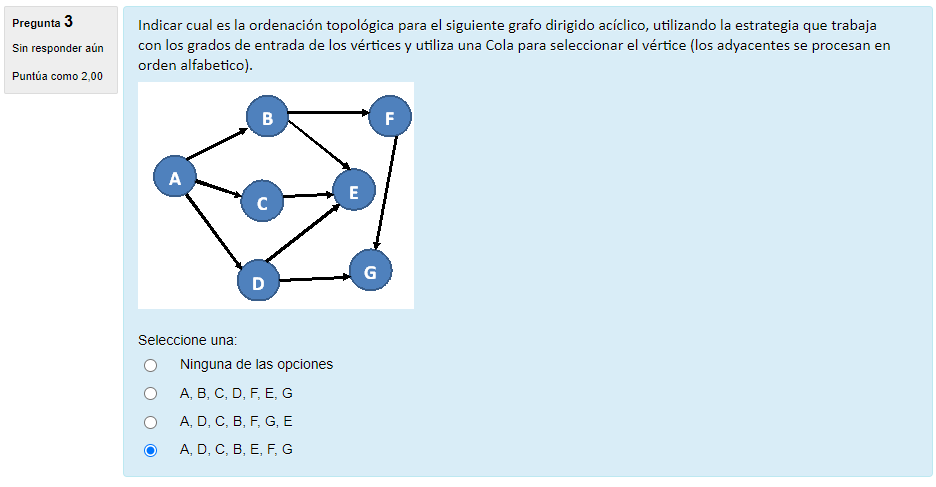 Pregunta 3
Sin responder aún
Puntúa como 2,00
Indicar cual es la ordenación topológica para el siguiente grafo dirigido acíclico, utilizando la estrategia que trabaja
con los grados de entrada de los vértices y utiliza una Cola para seleccionar el vértice (los adyacentes se procesan en
orden alfabetico).
B
F
A
E
C
G
D
Seleccione una:
Ninguna de las opciones
A, B, C, D, F, E, G
A, D, C, B, F, G, E
A, D, C, B, E, F, G